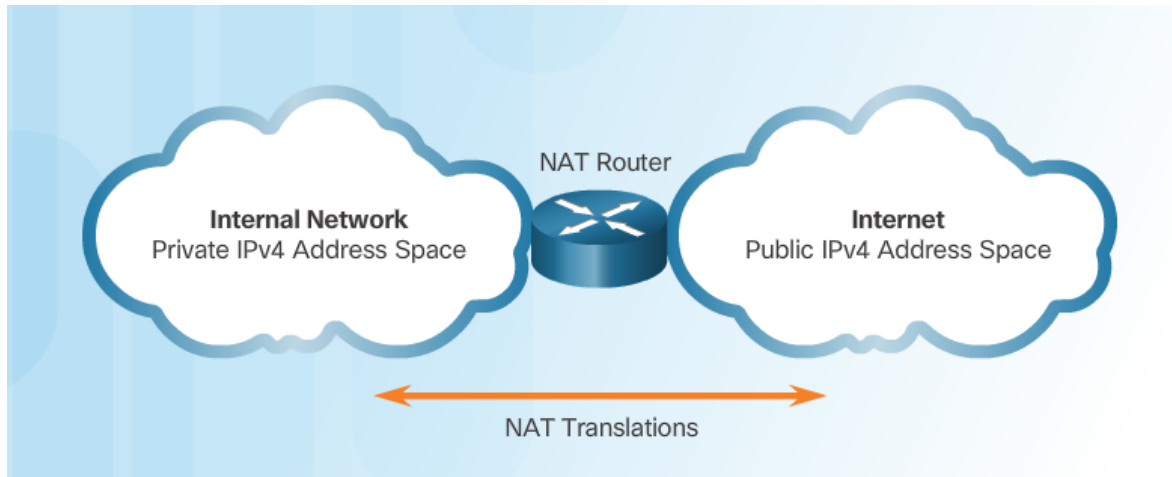 NAT Router
Internal Network
Private IPv4 Address Space
Internet
Public IPv4 Address Space
NAT Translations